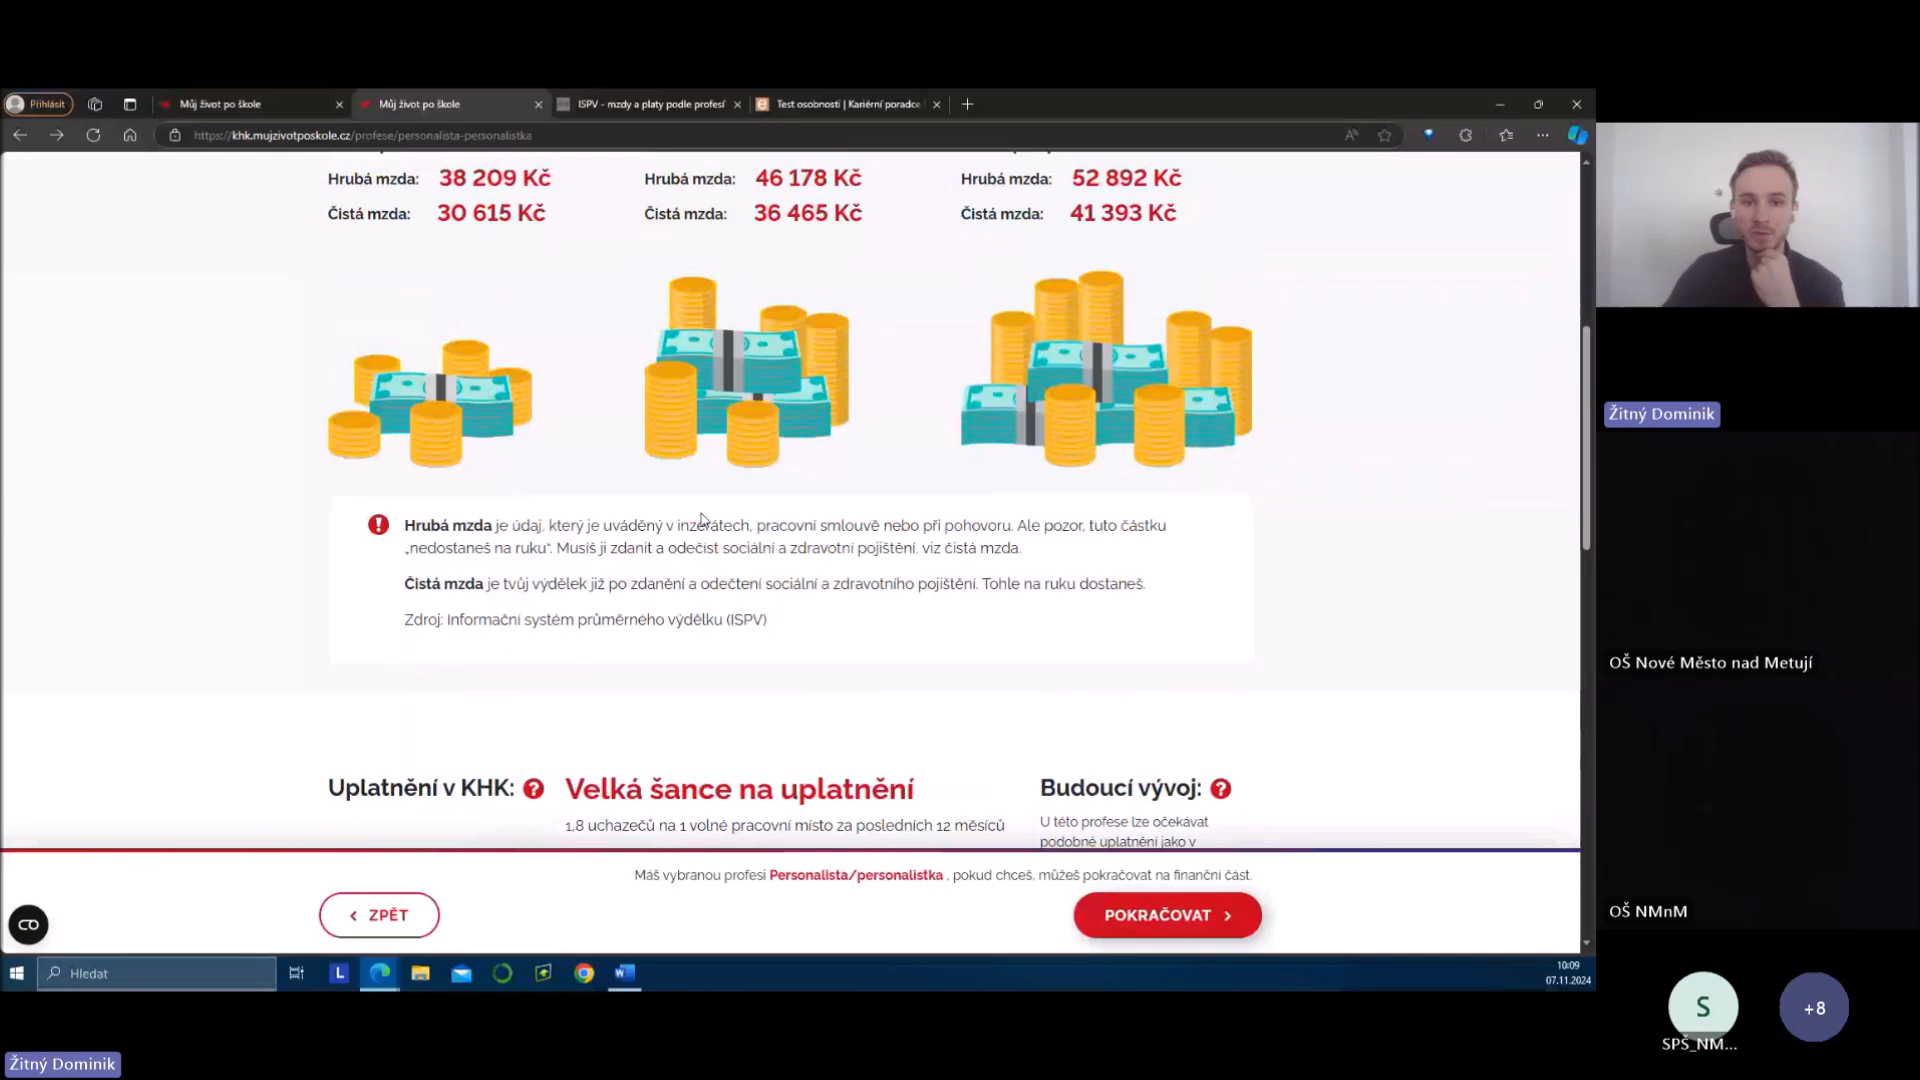 Přihlásit
Můj život po škole
Můj život po škole
ISPV - mzdy a platy podle profesí
Test osobnosti | Kariérní poradce
https://khk.mujzivotposkole.cz/profese/personalista-personalistka
Hrubá mzda: 38 209 Kč
Hrubá mzda: 46 178 Kč
Hrubá mzda: 52 892 Kč
Čistá mzda: 30 615 Kč
Čistá mzda: 36 465 Kč
Čistá mzda: 41 393 Kč
Hrubá mzda je údaj, který je uváděný v inzerátech, pracovní smlouvě nebo při pohovoru. Ale pozor, tuto částku
„nedostaneš na ruku“. Musíš ji zdanit a odečíst sociální a zdravotní pojištění. viz čistá mzda.
Čistá mzda je tvůj výdělek již po zdanění a odečtení sociální a zdravotního pojištění. Tohle na ruku dostaneš.
Zdroj: Informační systém průměrného výdělku (ISPV)
Uplatnění v KHK: ?
Velká šance na uplatnění
1,8 uchazečů na 1 volné pracovní místo za posledních 12 měsíců
Budoucí vývoj: ?
U této profese lze očekávat
podobné uplatnění jako v
Máš vybranou profesi Personalista/personalistka , pokud chceš, můžeš pokračovat na finanční část.
ZPĚT
POKRAČOVAT
Hledat
10:09
07.11.2024
Žitný Dominik
OŠ Nové Město nad Metují
OŠ NMnM
S
SPŠ_NM...
+8
Žitný Dominik